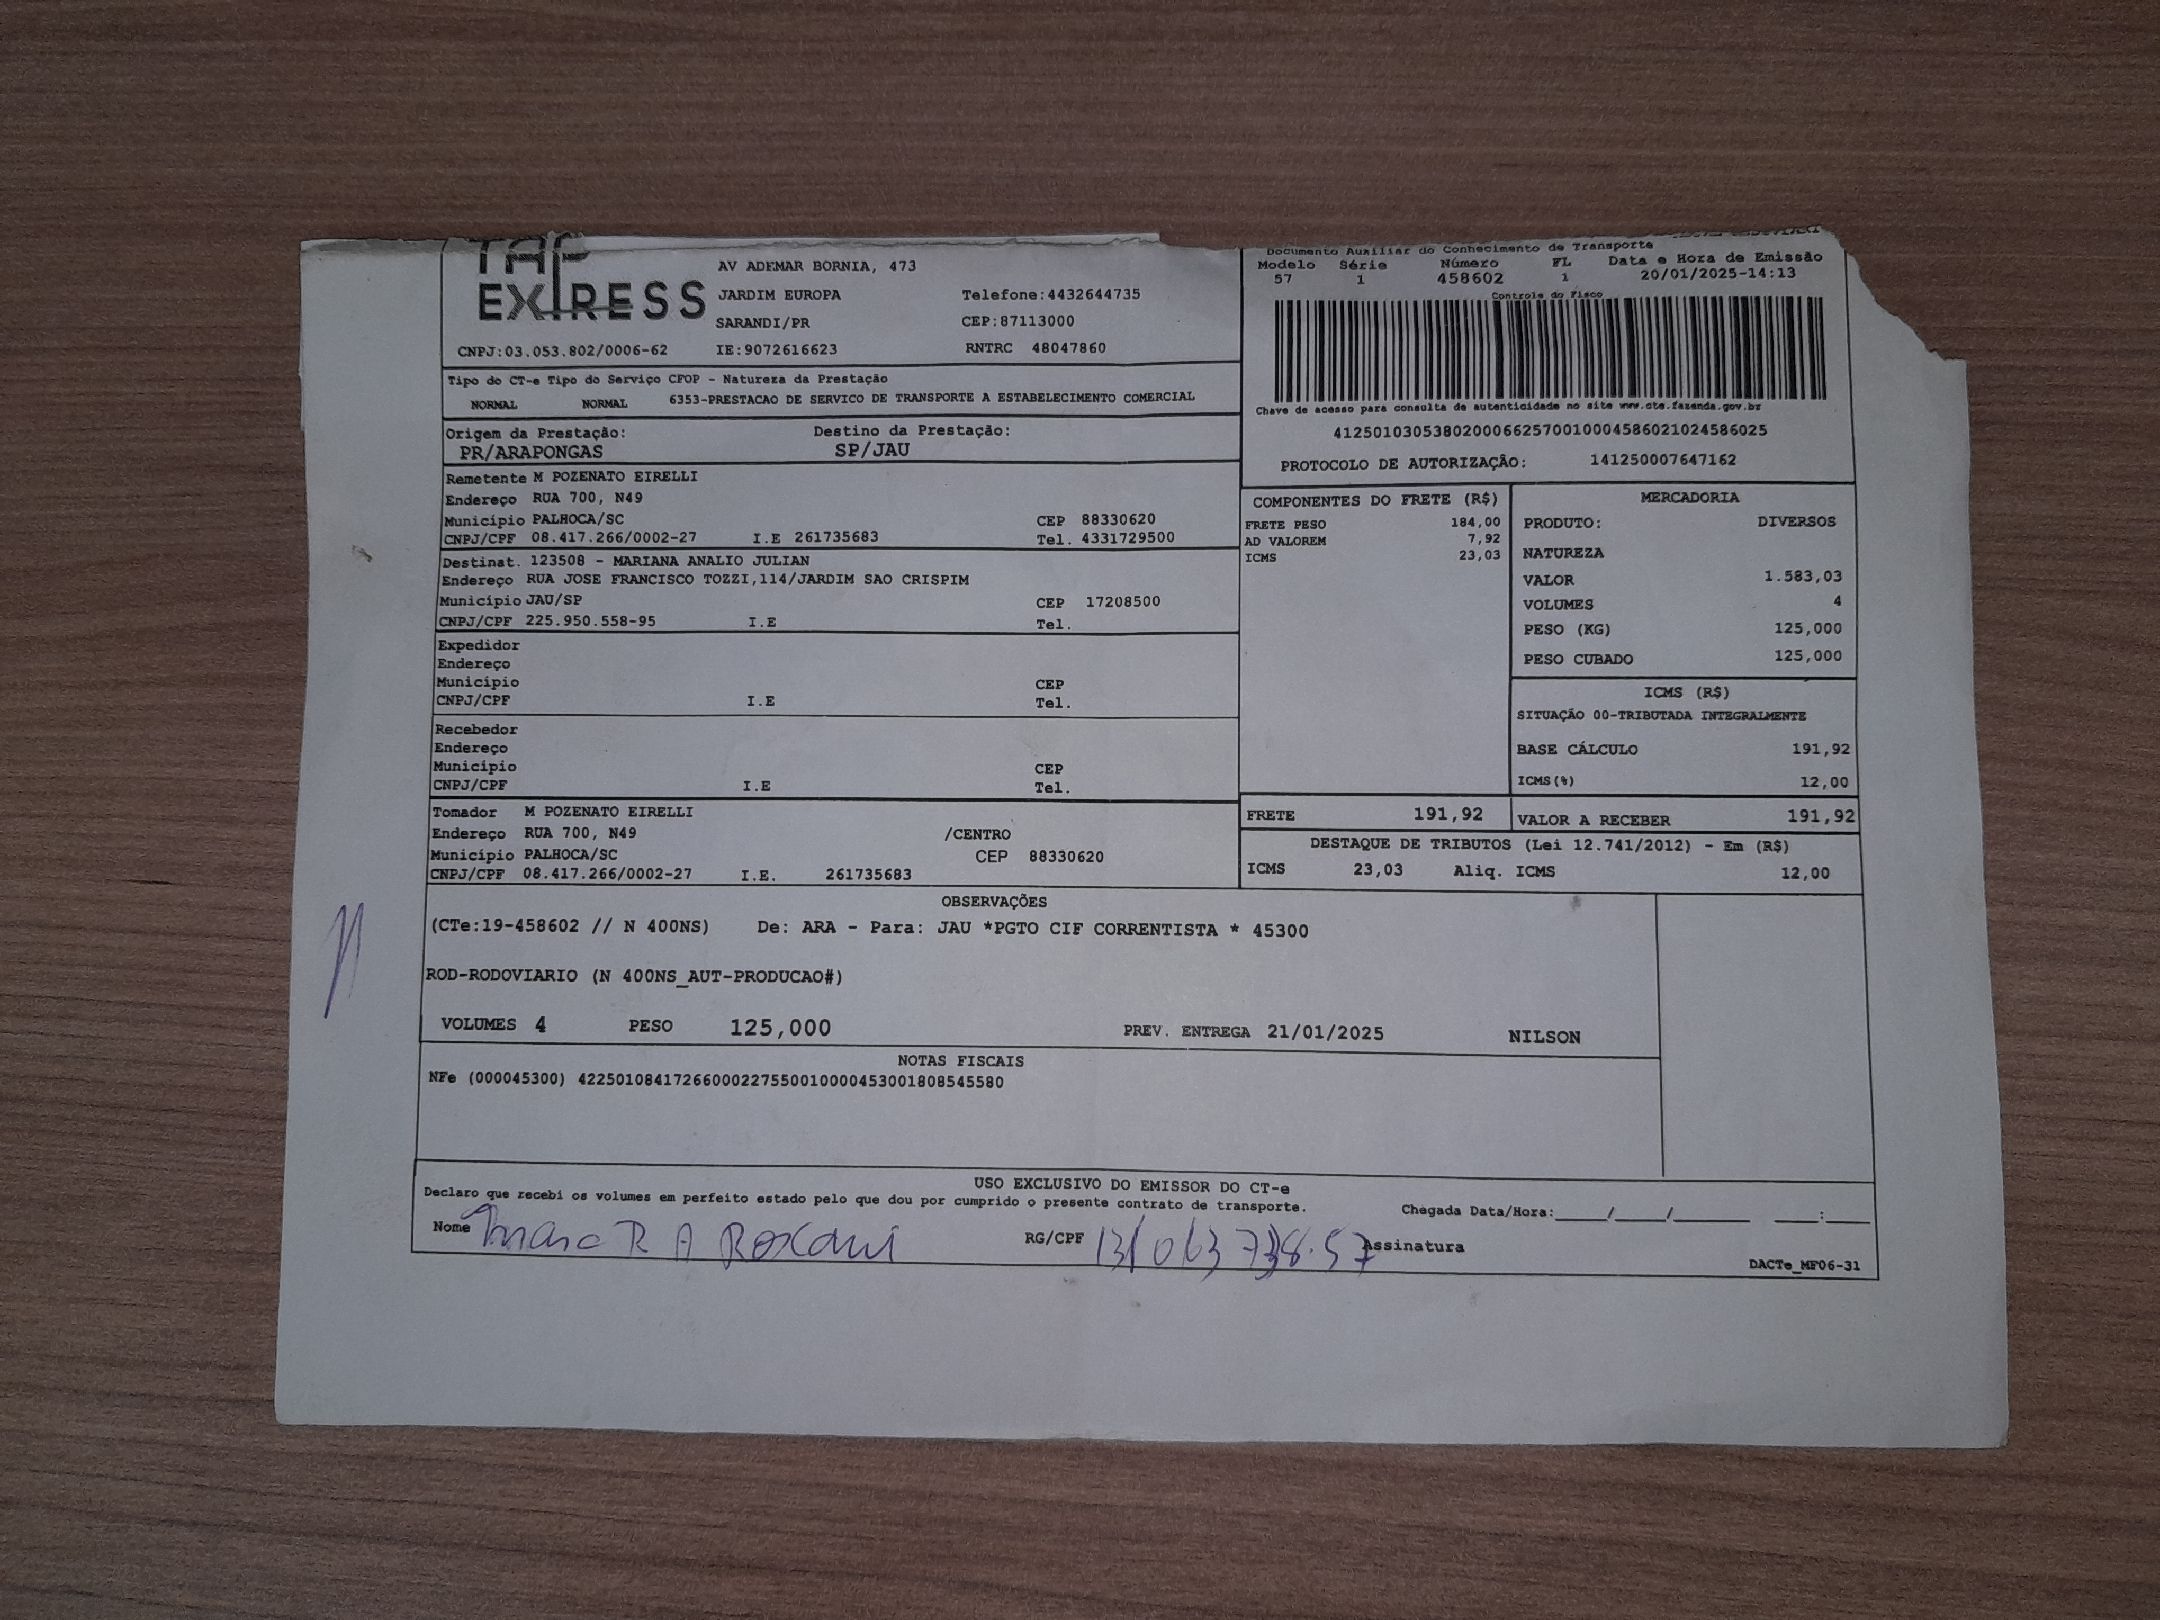 TAF
EXPRESS
AV ADEMAR BORNIA, 473
JARDIM EUROPA Telefone:4432644735
SARANDI/PR CEP:87113000
CNPJ:03.053.802/0006-62 IE:9072616623 RNTRC 48047860
Documento Auxiliar do Conhecimento de Transporte
Modelo Série Número FL Data e Hora de Emissão
57 1 458602 1 20/01/2025-14:13
Controle do Fisco
Chave de acesso para consulta de autenticidade no site www.cte.fazenda.gov.br
41250103053802000662570010004586021024586025
PROTOCOLO DE AUTORIZAÇÃO: 141250007647162
Tipo do CT-e Tipo do Serviço CFOP - Natureza da Prestação
NORMAL NORMAL 6353-PRESTACAO DE SERVICO DE TRANSPORTE A ESTABELECIMENTO COMERCIAL
Origem da Prestação: Destino da Prestação:
PR/ARAPONGAS SP/JAU
Remetente M POZENATO EIRELLI
Endereço RUA 700, N49
Município PALHOCA/SC CEP 88330620
CNPJ/CPF 08.417.266/0002-27 I.E 261735683 Tel. 4331729500
Destinat. 123508 - MARIANA ANALIO JULIAN
Endereço RUA JOSE FRANCISCO TOZZI,114/JARDIM SAO CRISPIM
Município JAU/SP CEP 17208500
CNPJ/CPF 225.950.558-95 I.E Tel.
Expedidor
Endereço
Município CEP
CNPJ/CPF I.E Tel.
Recebedor
Endereço
Município CEP
CNPJ/CPF I.E Tel.
Tomador M POZENATO EIRELLI
Endereço RUA 700, N49 /CENTRO
Município PALHOCA/SC CEP 88330620
CNPJ/CPF 08.417.266/0002-27 I.E. 261735683
COMPONENTES DO FRETE (R$)
FRETE PESO 184,00
AD VALOREM 7,92
ICMS 23,03
MERCADORIA
PRODUTO: DIVERSOS
NATUREZA
VALOR 1.583,03
VOLUMES 4
PESO (KG) 125,000
PESO CUBADO 125,000
ICMS (R$)
SITUAÇÃO 00-TRIBUTADA INTEGRALMENTE
BASE CÁLCULO 191,92
ICMS(%) 12,00
FRETE 191,92 VALOR A RECEBER 191,92
DESTAQUE DE TRIBUTOS (Lei 12.741/2012) - Em (R$)
ICMS 23,03 Aliq. ICMS 12,00
OBSERVAÇÕES
(CTe:19-458602 // N 400NS) De: ARA - Para: JAU *PGTO CIF CORRENTISTA * 45300
ROD-RODOVIARIO (N 400NS_AUT-PRODUCAO#)
VOLUMES 4 PESO 125,000 PREV. ENTREGA 21/01/2025 NILSON
NOTAS FISCAIS
NFe (000045300) 42250108417266000227550010000453001808545580
USO EXCLUSIVO DO EMISSOR DO CT-e
Declaro que recebi os volumes em perfeito estado pelo que dou por cumprido o presente contrato de transporte.
Chegada Data/Hora:____/____/______ ___:___
Nome R A RG/CPF Assinatura
DACTe_MF06-31